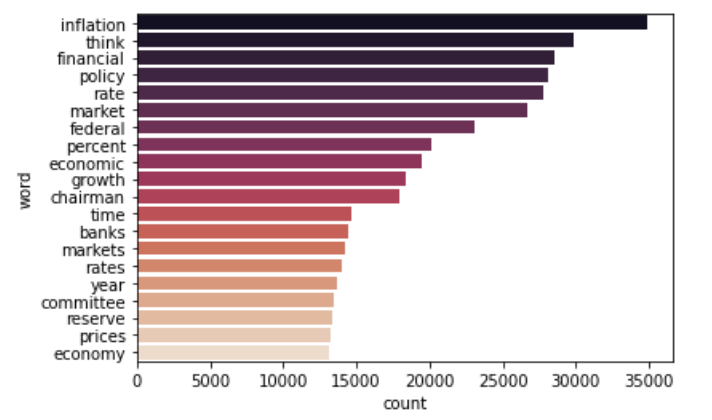 word
inflation
think
financial
policy
rate
market
federal
percent
economic
growth
chairman
time
banks
markets
rates
year
committee
reserve
prices
economy
0 5000 10000 15000 20000 25000 30000 35000
count